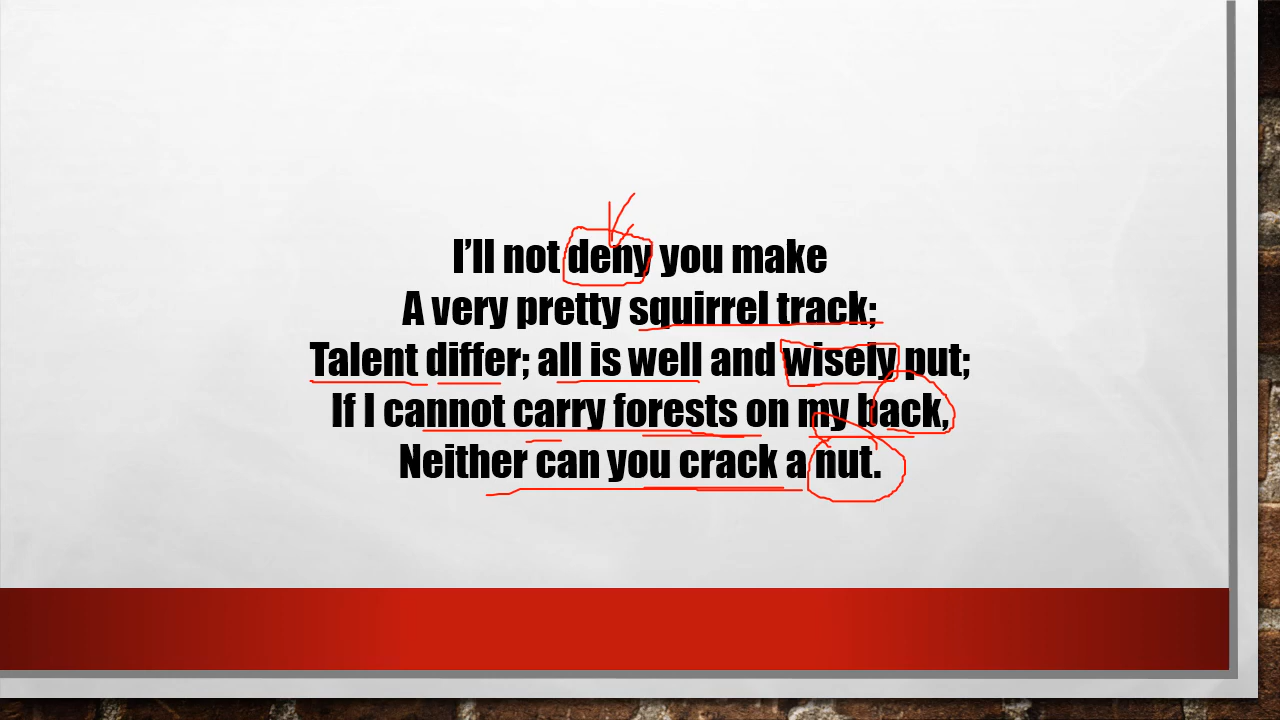 I’ll not deny you make
A very pretty squirrel track;
Talent differ; all is well and wisely put;
If I cannot carry forests on my back,
Neither can you crack a nut.